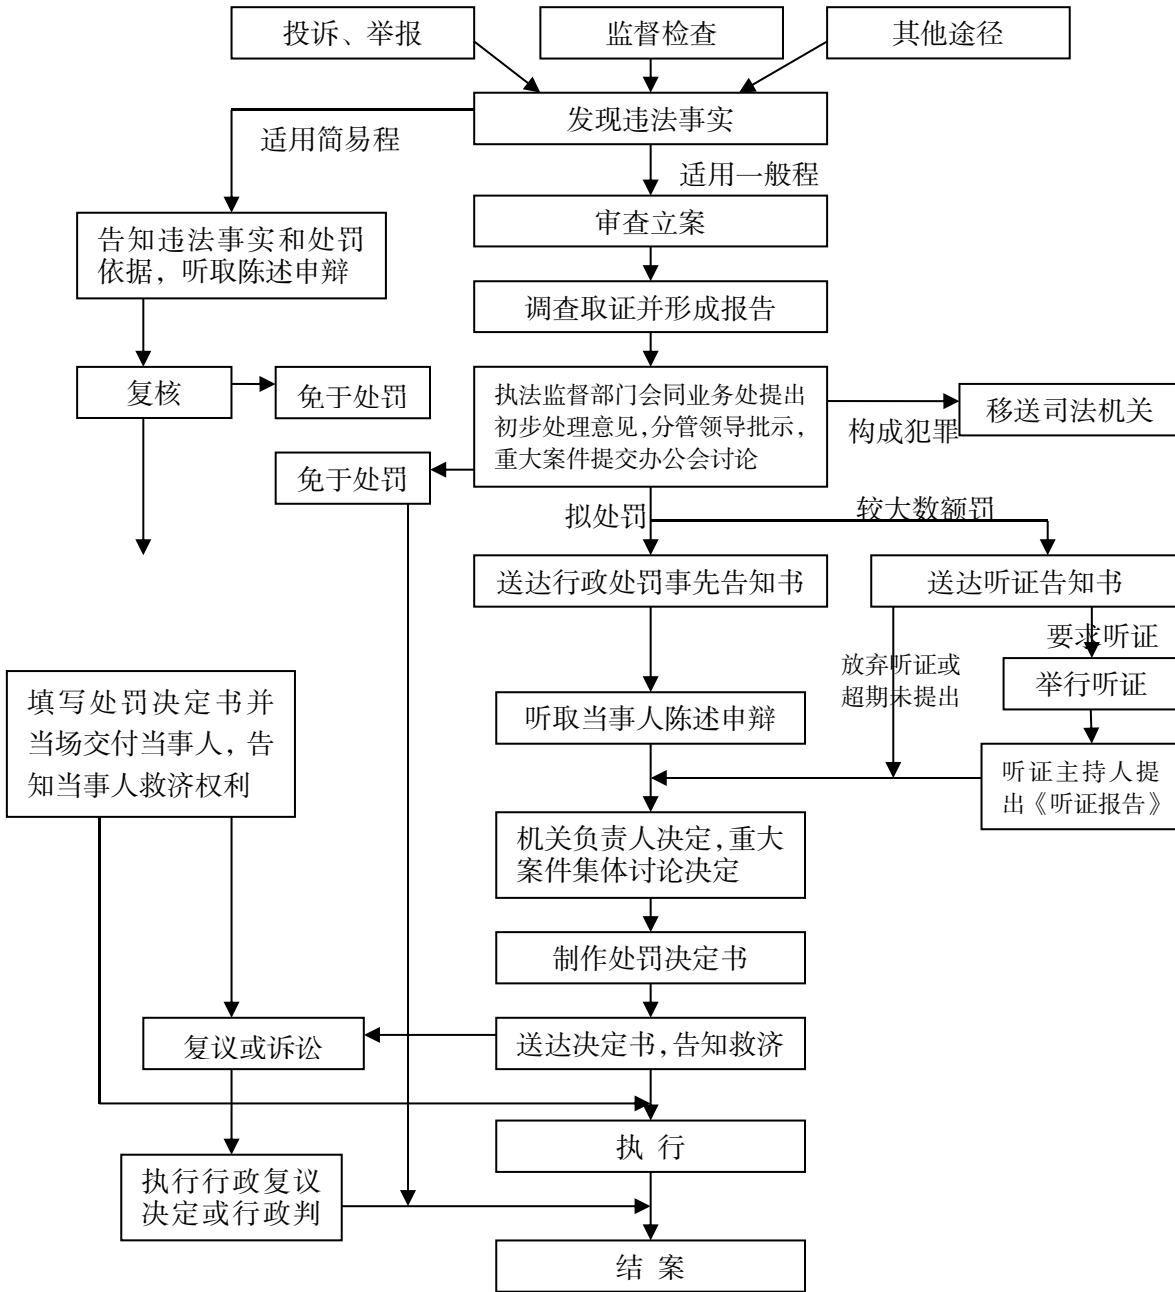 投诉、举报
监督检查
其他途径
发现违法事实
适用简易程
适用一般程
审查立案
告知违法事实和处罚
依据，听取陈述申辩
调查取证并形成报告
复核
免于处罚
执法监督部门会同业务处提出
初步处理意见，分管领导批示，
重大案件提交办公会讨论
移送司法机关
构成犯罪
免于处罚
拟处罚
较大数额罚
送达行政处罚事先告知书
送达听证告知书
要求听证
放弃听证或
超期未提出
举行听证
填写处罚决定书并
当场交付当事人，告
知当事人救济权利
听取当事人陈述申辩
听证主持人提
出《听证报告》
机关负责人决定，重大
案件集体讨论决定
制作处罚决定书
复议或诉讼
送达决定书，告知救济
执 行
执行行政复议
决定或行政判
结 案